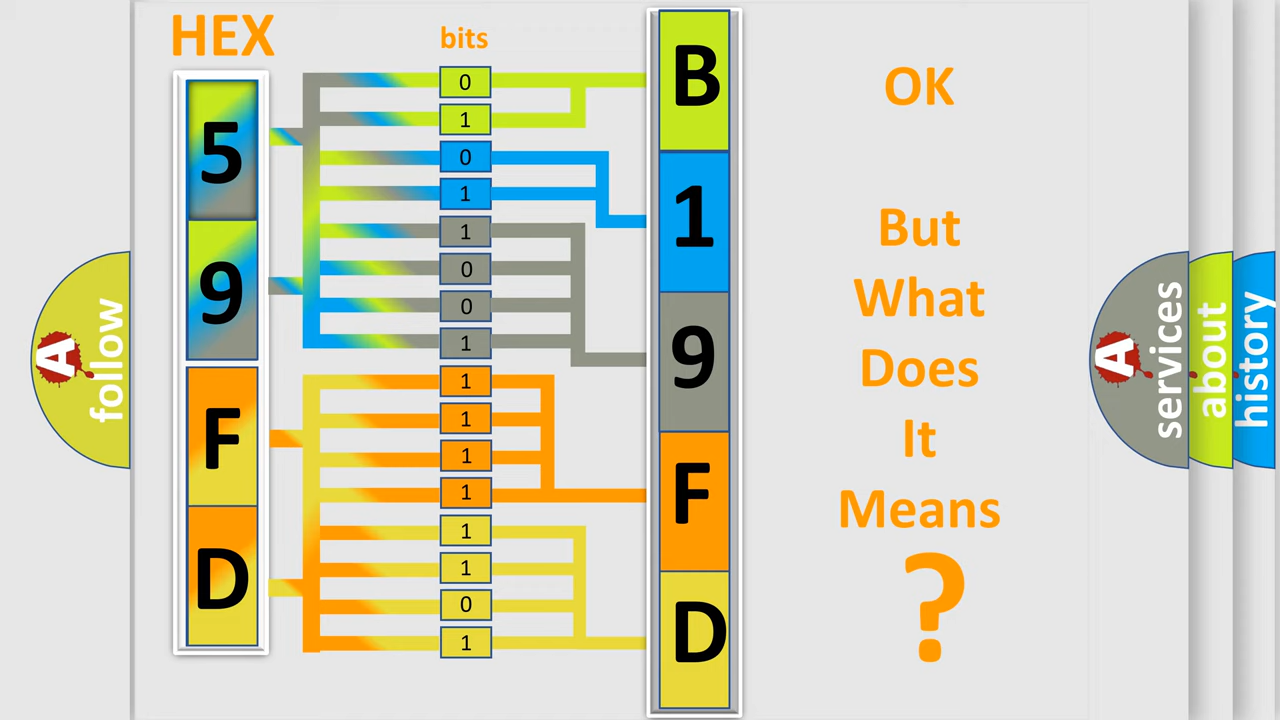 HEX
bits
5
9
F
D
0
1
0
1
1
0
0
1
1
1
1
1
1
1
0
1
B
1
9
F
D
OK
But
What
Does
It
Means
?
A
follow
A
services
about
history